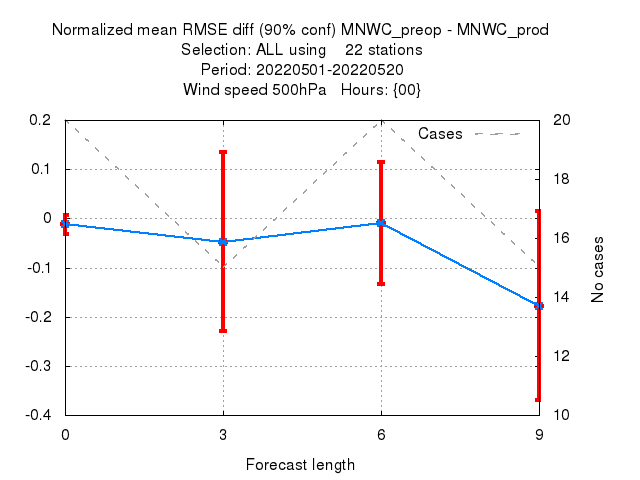 Normalized mean RMSE diff (90% conf) MNWC_preop - MNWC_prod
Selection: ALL using 22 stations
Period: 20220501-20220520
Wind speed 500hPa Hours: {00}
Cases
0.2
0.1
0
-0.1
-0.2
-0.3
-0.4
20
18
16
14
12
10
No cases
0 3 6 9
Forecast length